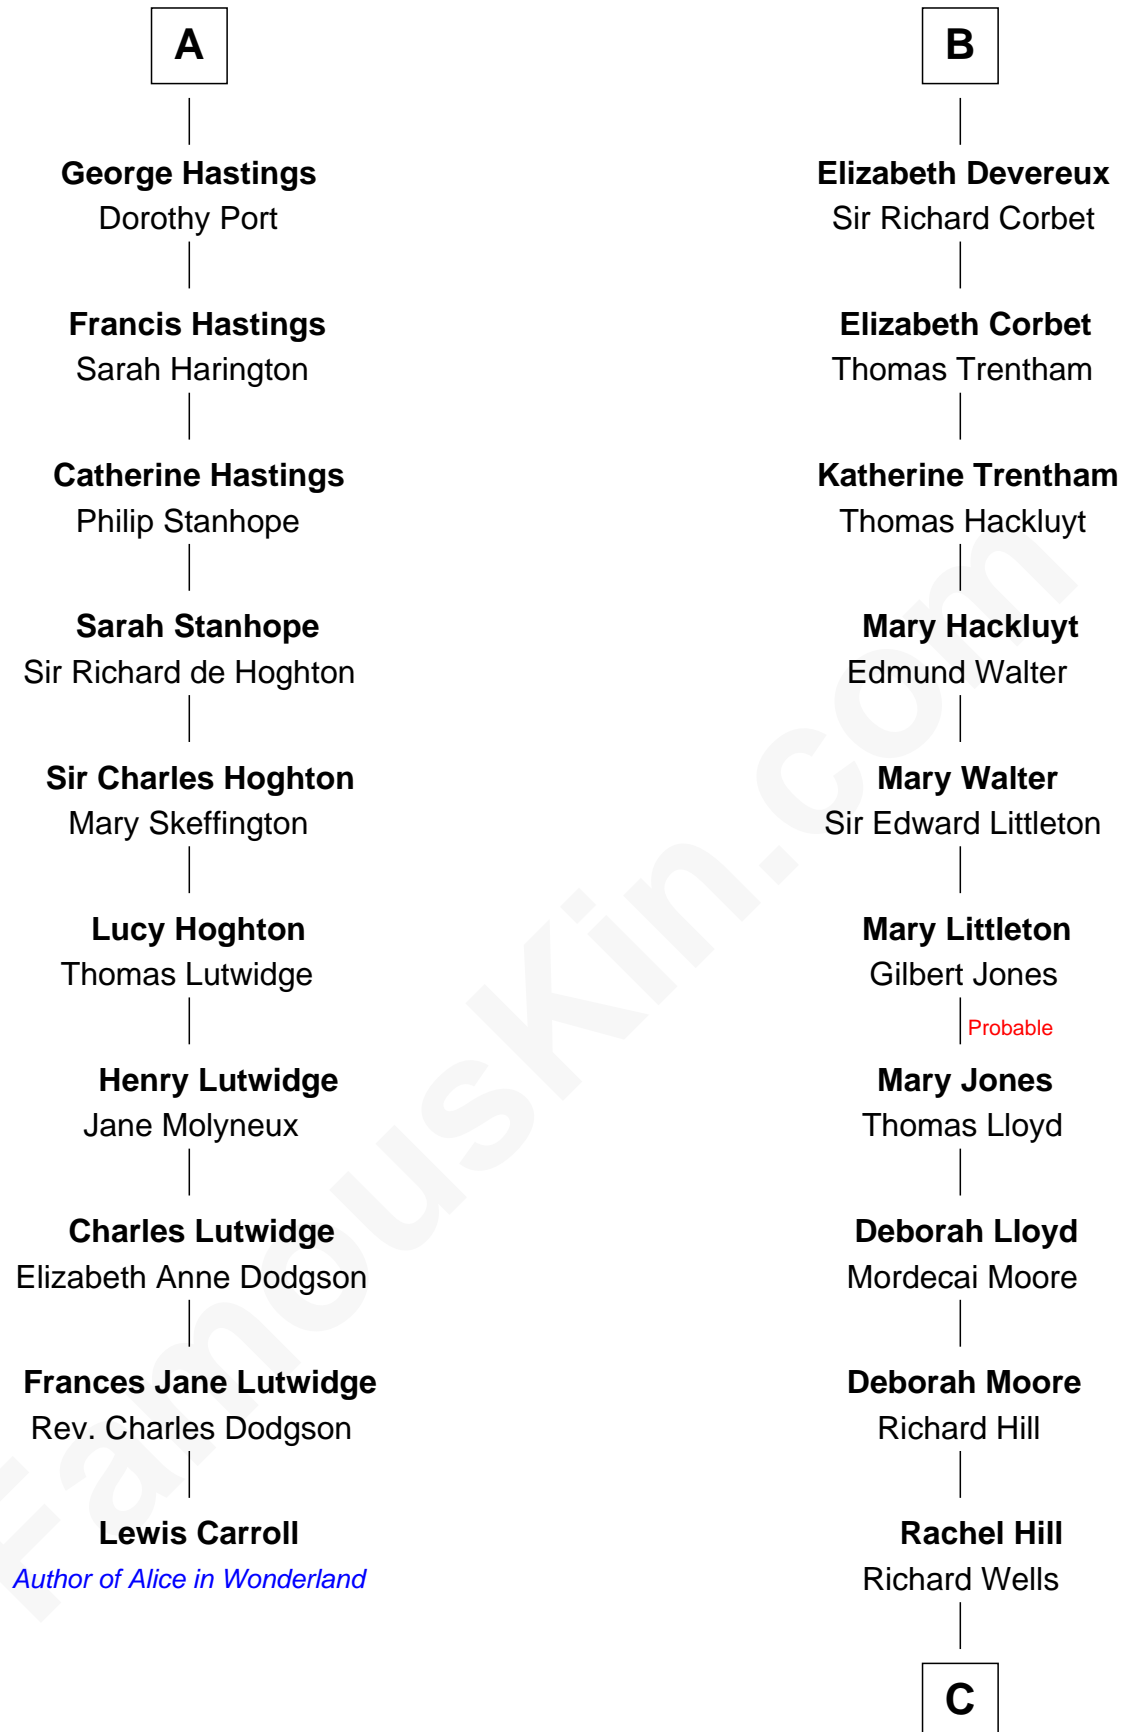 A
George Hastings
Dorothy Port
Francis Hastings
Sarah Harington
Catherine Hastings
Philip Stanhope
Sarah Stanhope
Sir Richard de Hoghton
Sir Charles Hoghton
Mary Skeffington
Lucy Hoghton
Thomas Lutwidge
Henry Lutwidge
Jane Molyneux
Charles Lutwidge
Elizabeth Anne Dodgson
Frances Jane Lutwidge
Rev. Charles Dodgson
Lewis Carroll
Author of Alice in Wonderland
B
Elizabeth Devereux
Sir Richard Corbet
Elizabeth Corbet
Thomas Trentham
Katherine Trentham
Thomas Hackluyt
Mary Hackluyt
Edmund Walter
Mary Walter
Sir Edward Littleton
Mary Littleton
Gilbert Jones
Probable
Mary Jones
Thomas Lloyd
Deborah Lloyd
Mordecai Moore
Deborah Moore
Richard Hill
Rachel Hill
Richard Wells
C
FamousKin.com